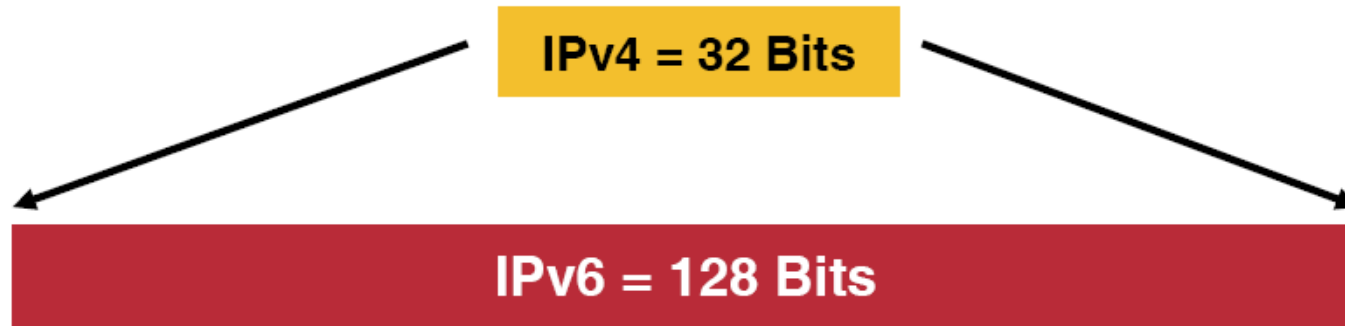 IPv4 = 32 Bits
IPv6 = 128 Bits